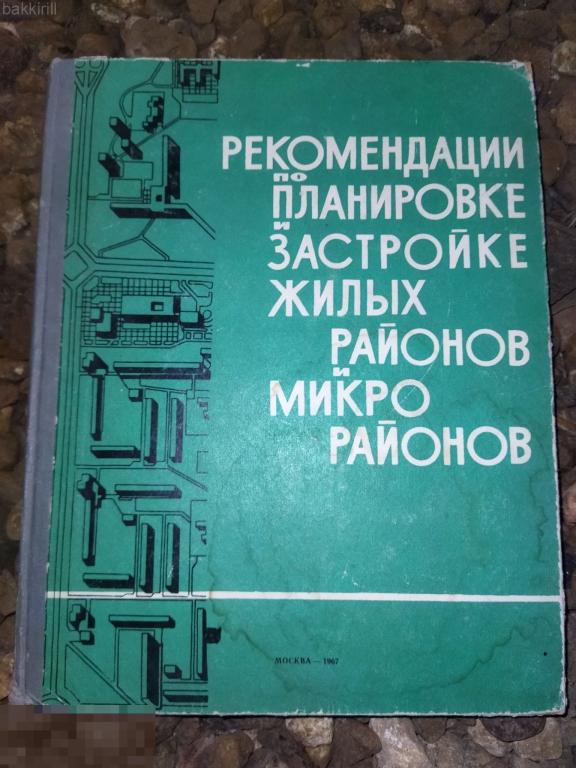 bakkirill
РЕКОМЕНДАЦИИ
ПО
ПЛАНИРОВКЕ
И
ЗАСТРОЙКЕ
ЖИЛЫХ
РАЙОНОВ
И
МИКРО
РАЙОНОВ
МОСКВА — 1967